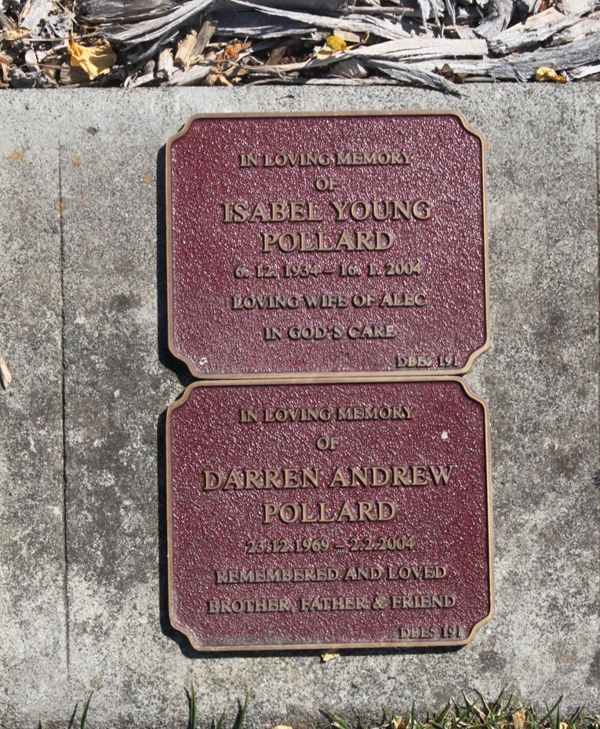 IN LOVING MEMORY
OF
ISABEL YOUNG
POLLARD
6. 12. 1934 – 16. 1. 2004
LOVING WIFE OF ALEC
IN GOD'S CARE
DBES 191
IN LOVING MEMORY
OF
DARREN ANDREW
POLLARD
23.12.1969 – 2.2.2004
REMEMBERED AND LOVED
BROTHER, FATHER & FRIEND
DBES 191